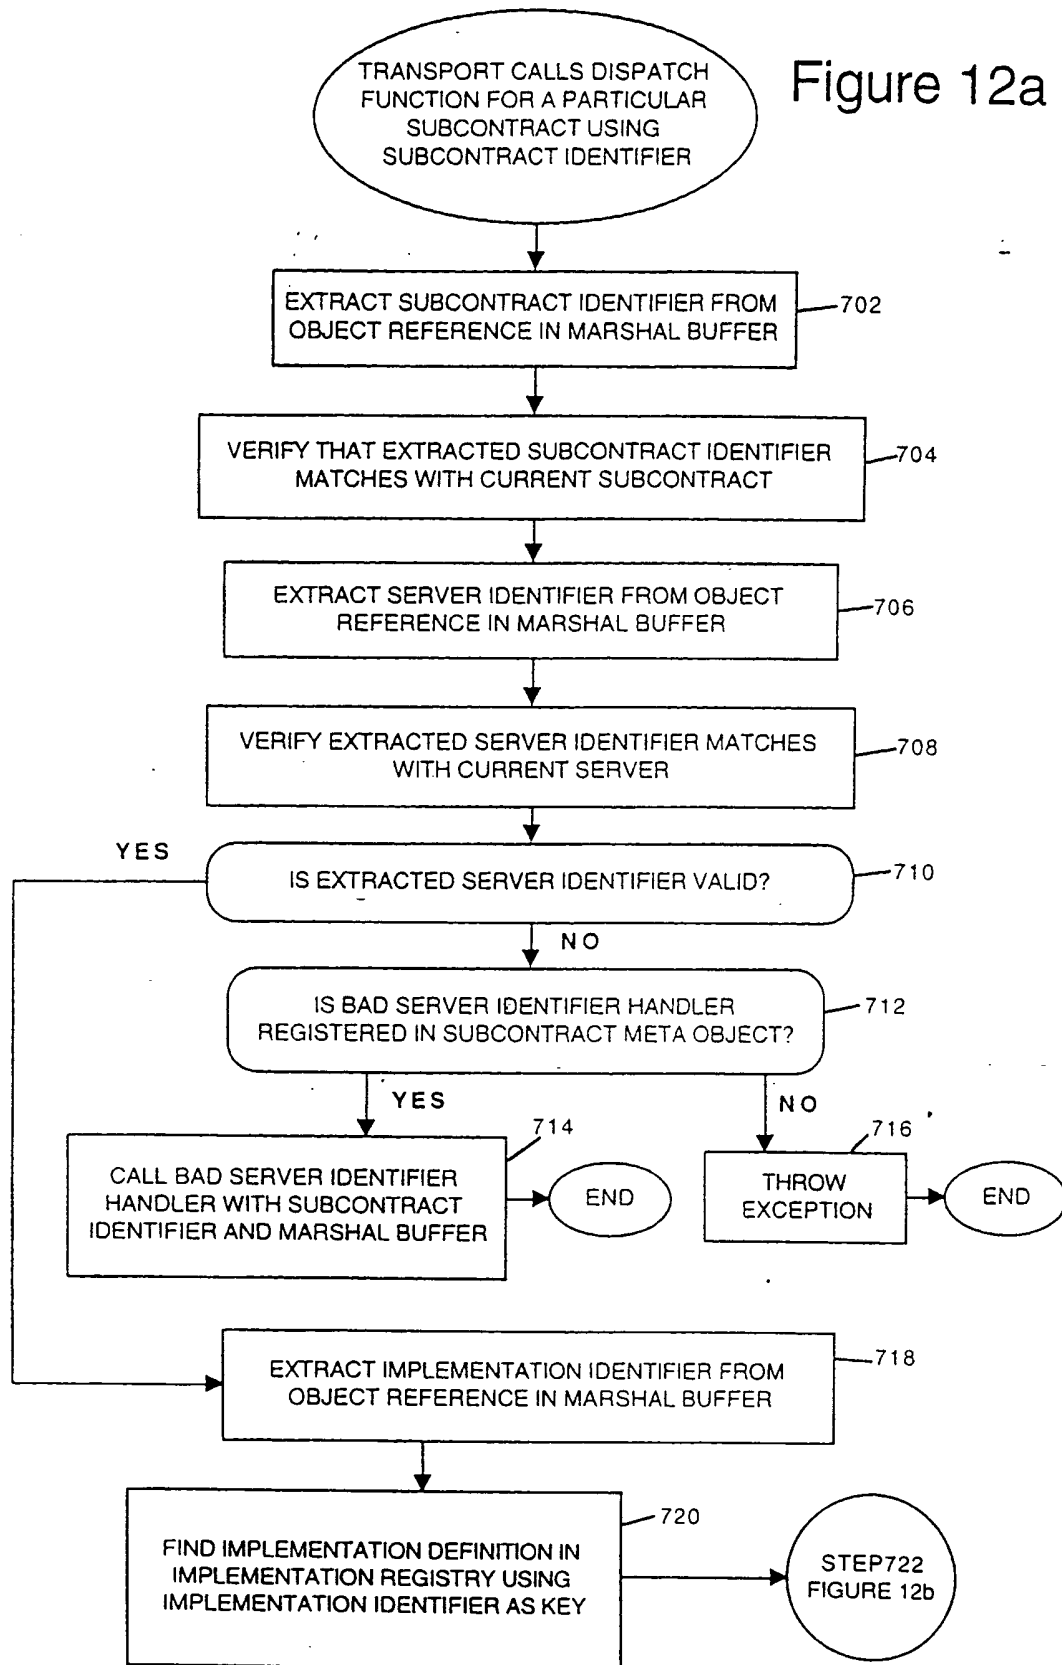 Figure 12a
TRANSPORT CALLS DISPATCH
FUNCTION FOR A PARTICULAR
SUBCONTRACT USING
SUBCONTRACT IDENTIFIER
EXTRACT SUBCONTRACT IDENTIFIER FROM
OBJECT REFERENCE IN MARSHAL BUFFER
702
VERIFY THAT EXTRACTED SUBCONTRACT IDENTIFIER
MATCHES WITH CURRENT SUBCONTRACT
704
EXTRACT SERVER IDENTIFIER FROM OBJECT
REFERENCE IN MARSHAL BUFFER
706
VERIFY EXTRACTED SERVER IDENTIFIER MATCHES
WITH CURRENT SERVER
708
YES
IS EXTRACTED SERVER IDENTIFIER VALID?
710
NO
IS BAD SERVER IDENTIFIER HANDLER
REGISTERED IN SUBCONTRACT META OBJECT?
712
YES
NO
714
CALL BAD SERVER IDENTIFIER
HANDLER WITH SUBCONTRACT
IDENTIFIER AND MARSHAL BUFFER
END
716
THROW
EXCEPTION
END
EXTRACT IMPLEMENTATION IDENTIFIER FROM
OBJECT REFERENCE IN MARSHAL BUFFER
718
FIND IMPLEMENTATION DEFINITION IN
IMPLEMENTATION REGISTRY USING
IMPLEMENTATION IDENTIFIER AS KEY
720
STEP722
FIGURE 12b